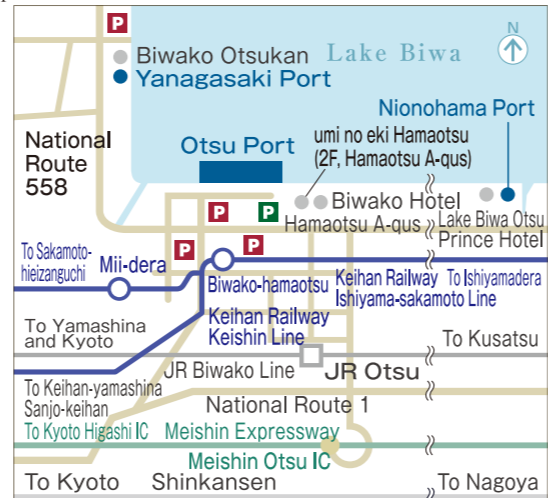 P
Biwako Otsukan
Lake Biwa
N
Yanagasaki Port
Nionohama Port
National
Route
558
Otsu Port
umi no eki Hamaotsu
(2F, Hamaotsu A-qus)
P
P
Biwako Hotel
Hamaotsu A-qus
Lake Biwa Otsu
Prince Hotel
P
P
To Sakamoto-
hieizanguchi
Mii-dera
Biwako-hamaotsu
Keihan Railway
Ishiyama-sakamoto Line
To Ishiyamadera
Keihan Railway
Keishin Line
To Yamashina
and Kyoto
To Kusatsu
JR Biwako Line
JR Otsu
To Keihan-yamashina
Sanjo-keihan
National Route 1
To Kyoto Higashi IC
Meishin Expressway
Meishin Otsu IC
To Kyoto
Shinkansen
To Nagoya